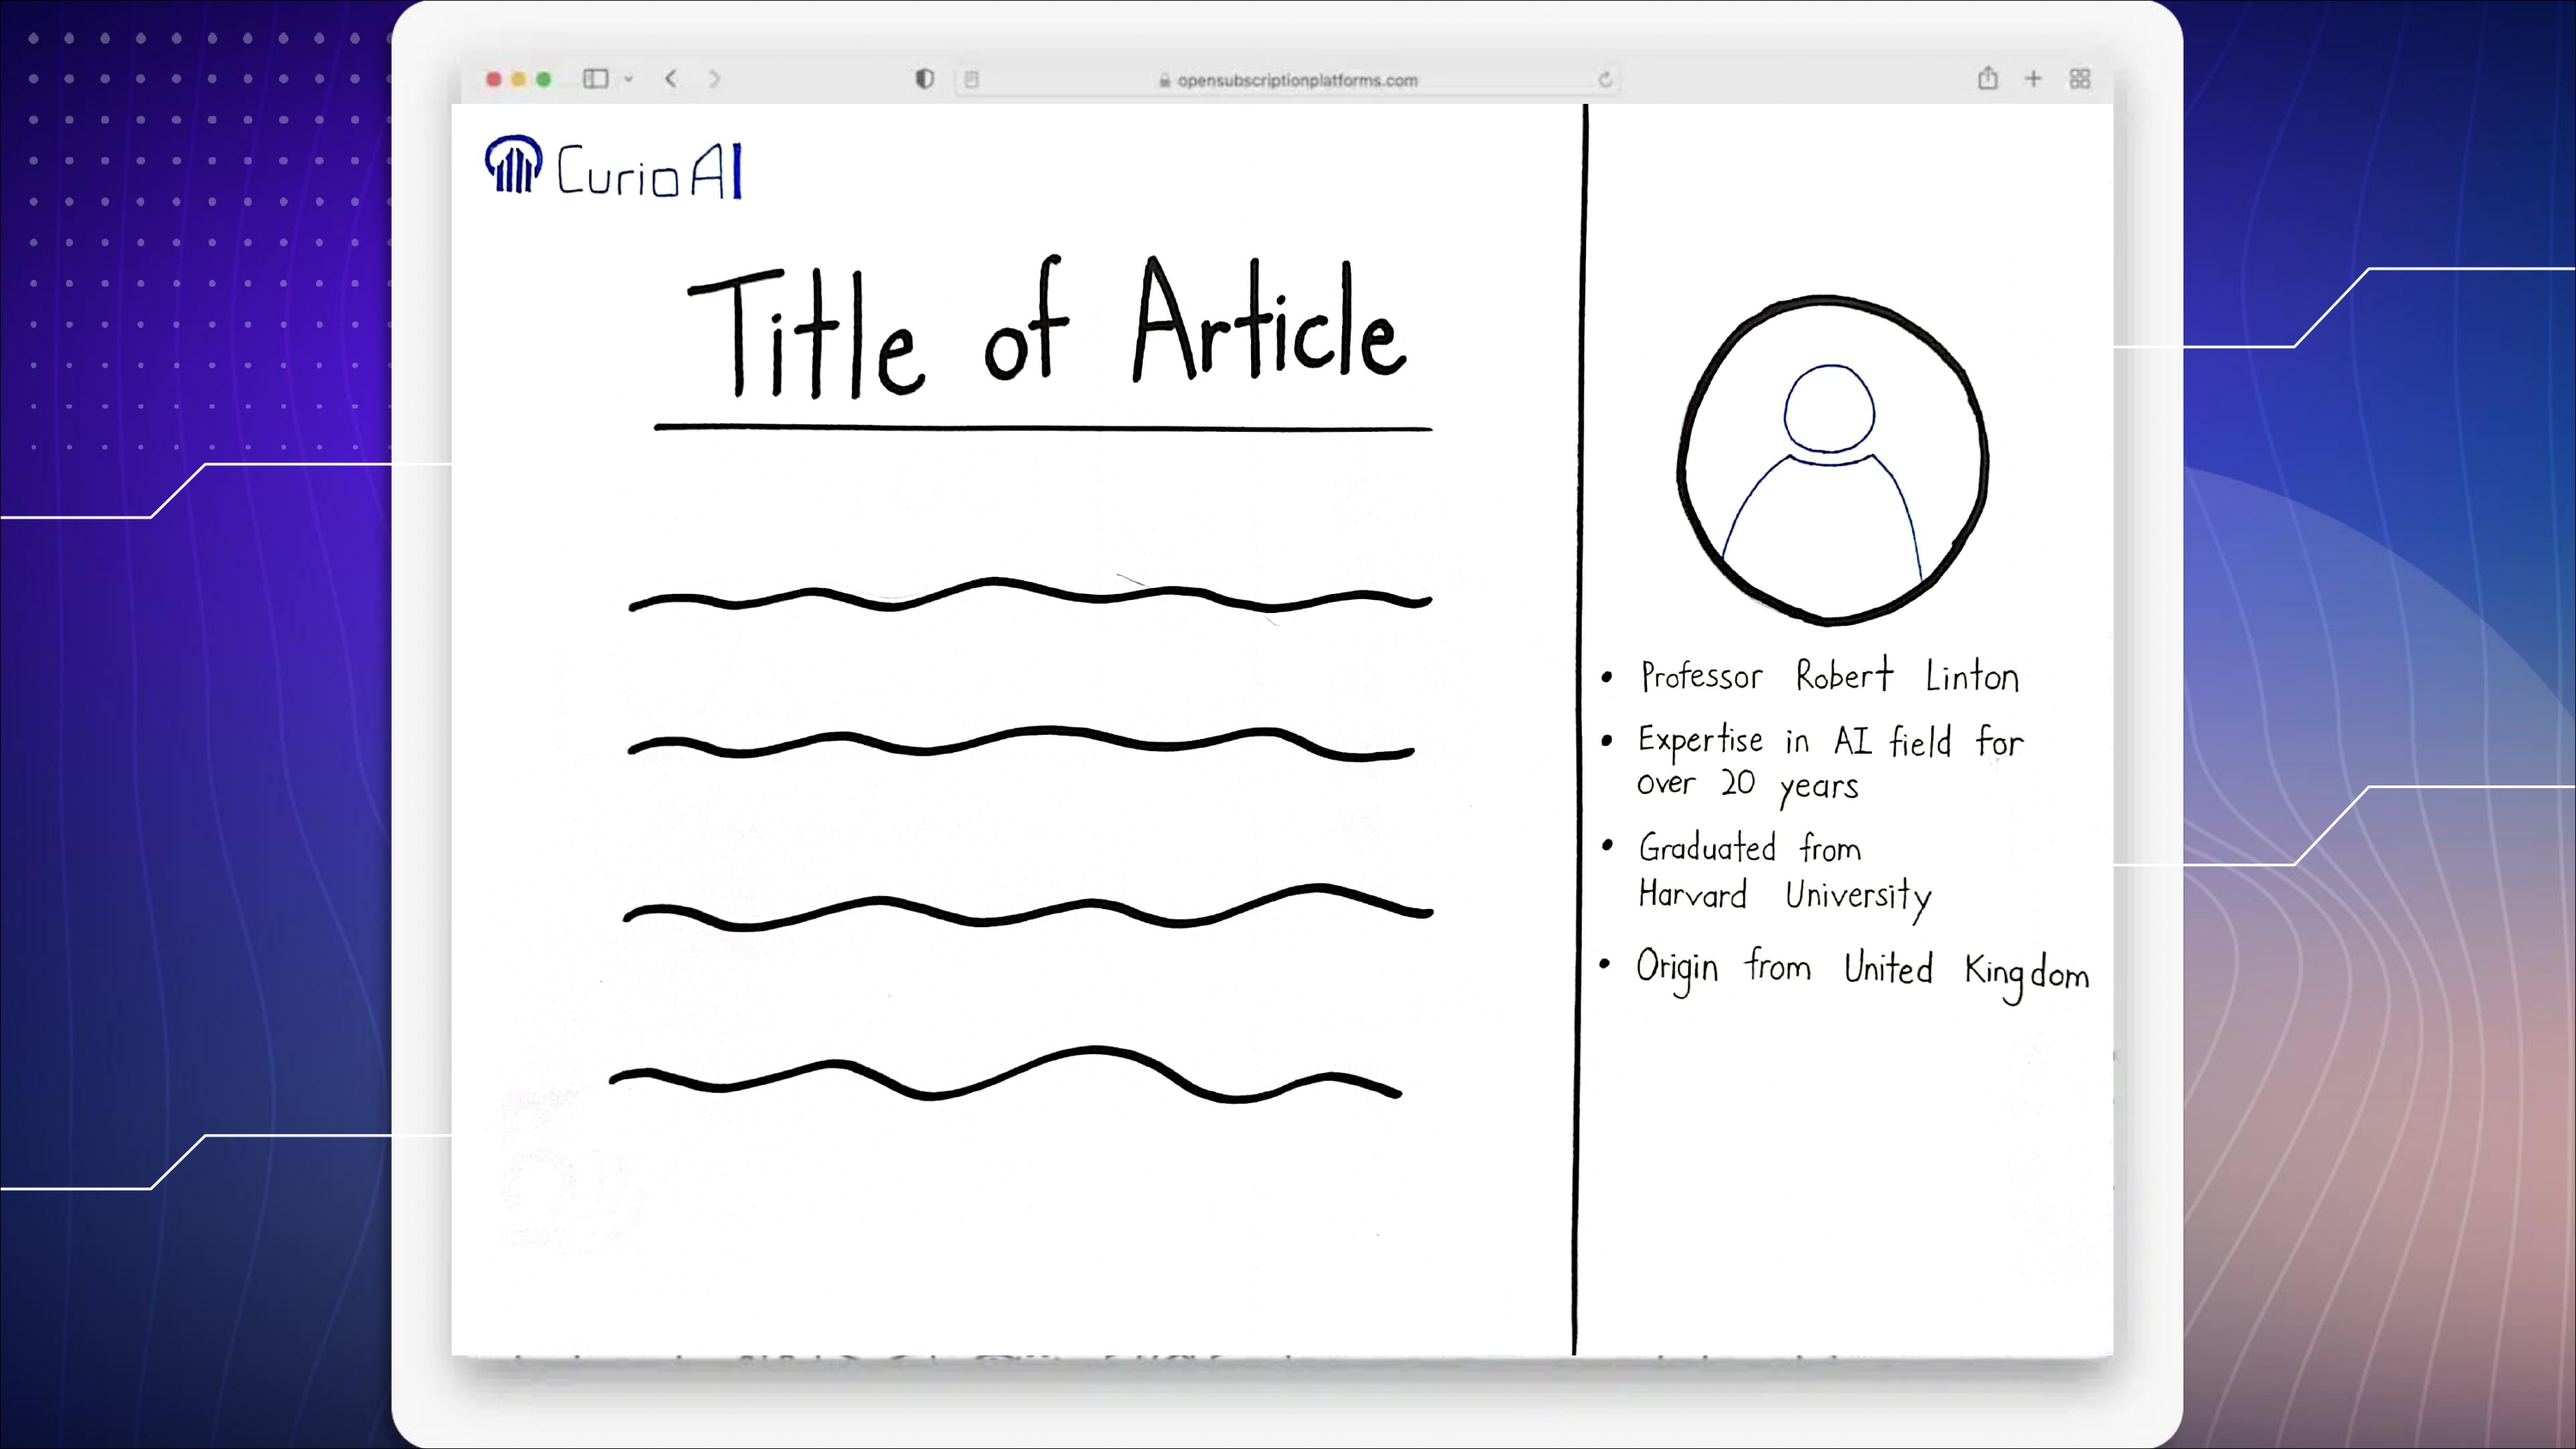 opensubscriptionplatforms.com
CurioAI
Title of Article
• Professor Robert Linton
• Expertise in AI field for
over 20 years
• Graduated from
Harvard University
• Origin from United Kingdom